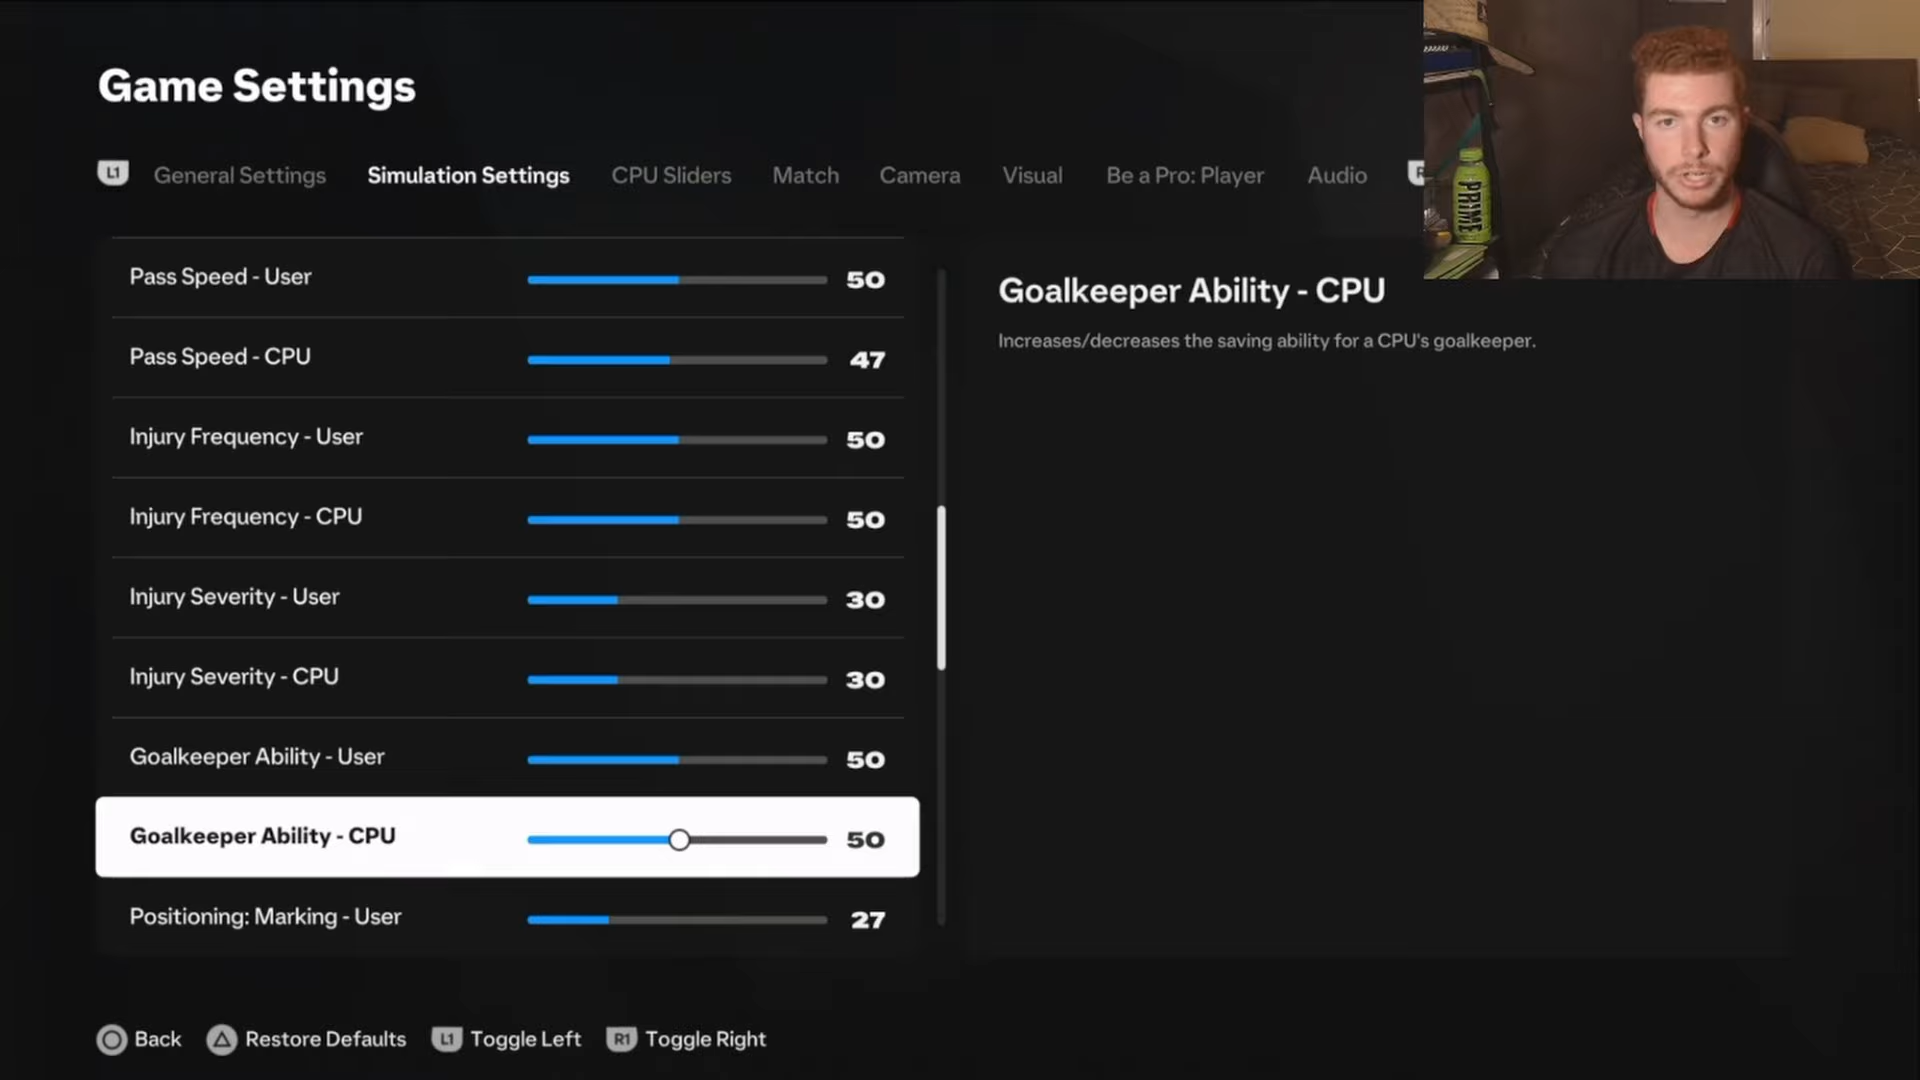 Game Settings
L1 General Settings Simulation Settings CPU Sliders Match Camera Visual Be a Pro: Player Audio R
Pass Speed - User 50
Pass Speed - CPU 47
Injury Frequency - User 50
Injury Frequency - CPU 50
Injury Severity - User 30
Injury Severity - CPU 30
Goalkeeper Ability - User 50
Goalkeeper Ability - CPU 50
Positioning: Marking - User 27
Goalkeeper Ability - CPU
Increases/decreases the saving ability for a CPU's goalkeeper.
PRIME
Back Restore Defaults L1 Toggle Left R1 Toggle Right